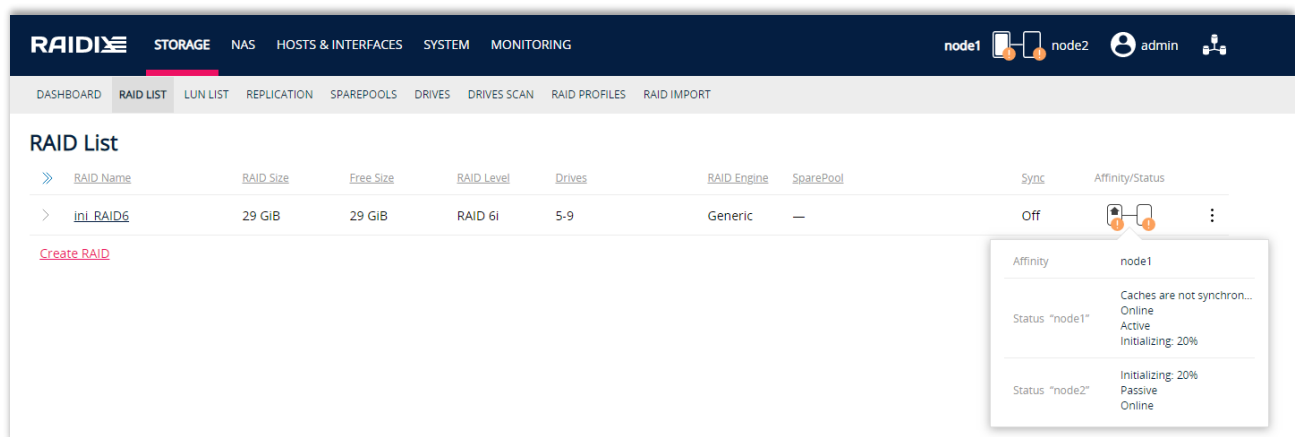 RAIDIX STORAGE NAS HOSTS & INTERFACES SYSTEM MONITORING node1 node2 admin
DASHBOARD RAID LIST LUN LIST REPLICATION SPAREPOOLS DRIVES DRIVES SCAN RAID PROFILES RAID IMPORT
RAID List
RAID Name RAID Size Free Size RAID Level Drives RAID Engine SparePool Sync Affinity/Status
ini_RAID6 29 GiB 29 GiB RAID 6i 5-9 Generic — Off
Create RAID
Affinity node1
Status "node1"
Caches are not synchron...
Online
Active
Initializing: 20%
Status "node2"
Initializing: 20%
Passive
Online